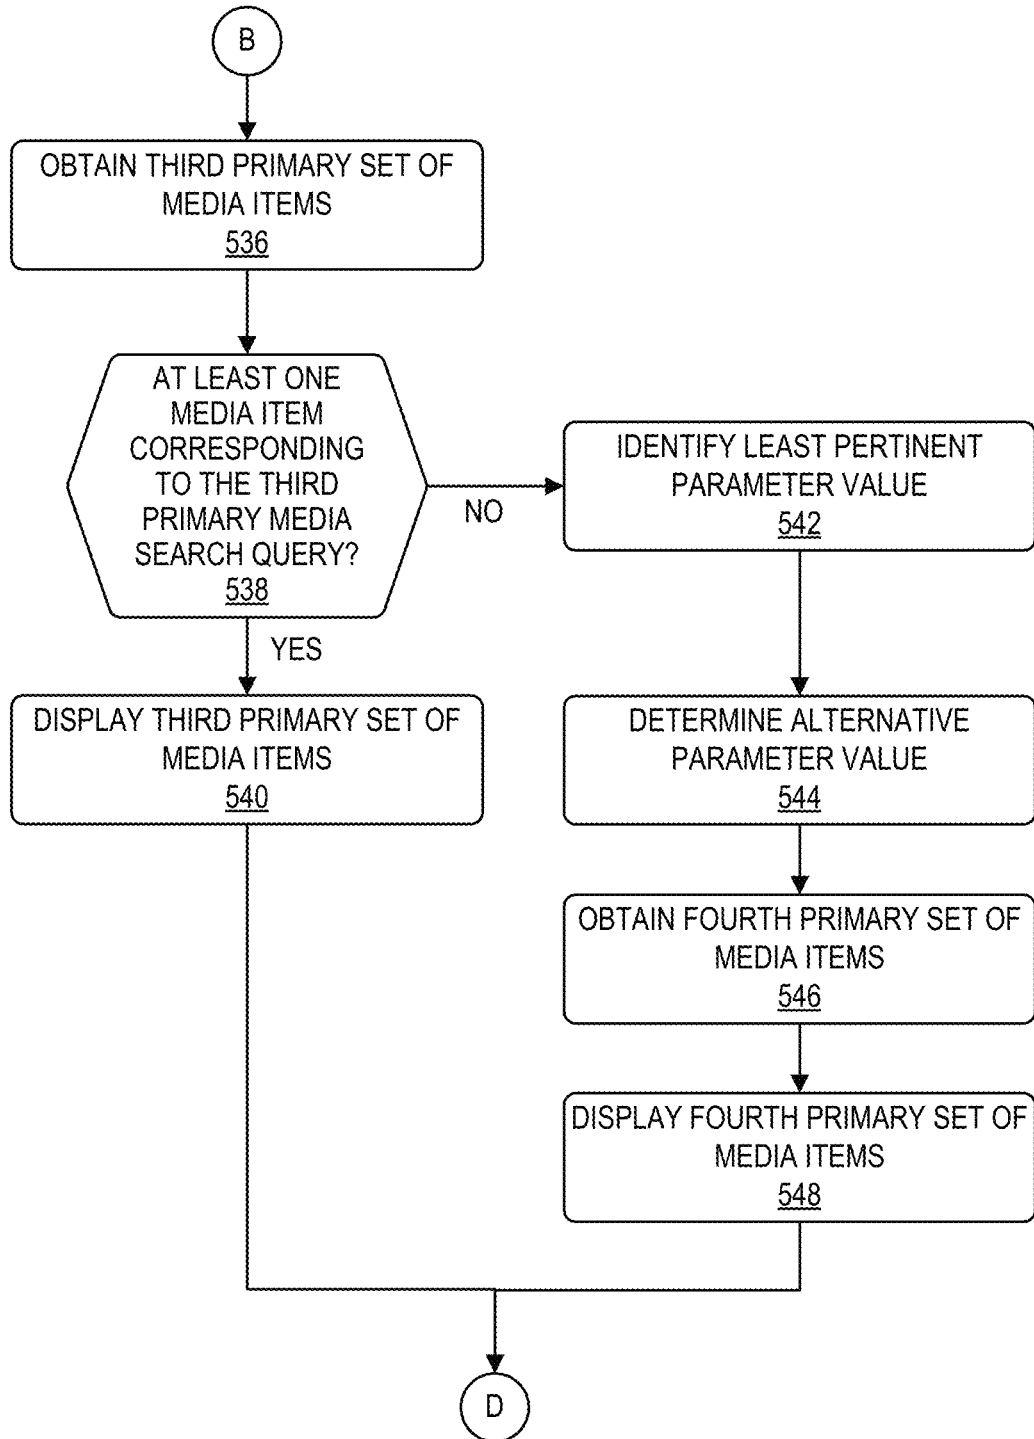 B
OBTAIN THIRD PRIMARY SET OF
MEDIA ITEMS
536
AT LEAST ONE
MEDIA ITEM
CORRESPONDING
TO THE THIRD
PRIMARY MEDIA
SEARCH QUERY?
538
NO
YES
IDENTIFY LEAST PERTINENT
PARAMETER VALUE
542
DISPLAY THIRD PRIMARY SET OF
MEDIA ITEMS
540
DETERMINE ALTERNATIVE
PARAMETER VALUE
544
OBTAIN FOURTH PRIMARY SET OF
MEDIA ITEMS
546
DISPLAY FOURTH PRIMARY SET OF
MEDIA ITEMS
548
D